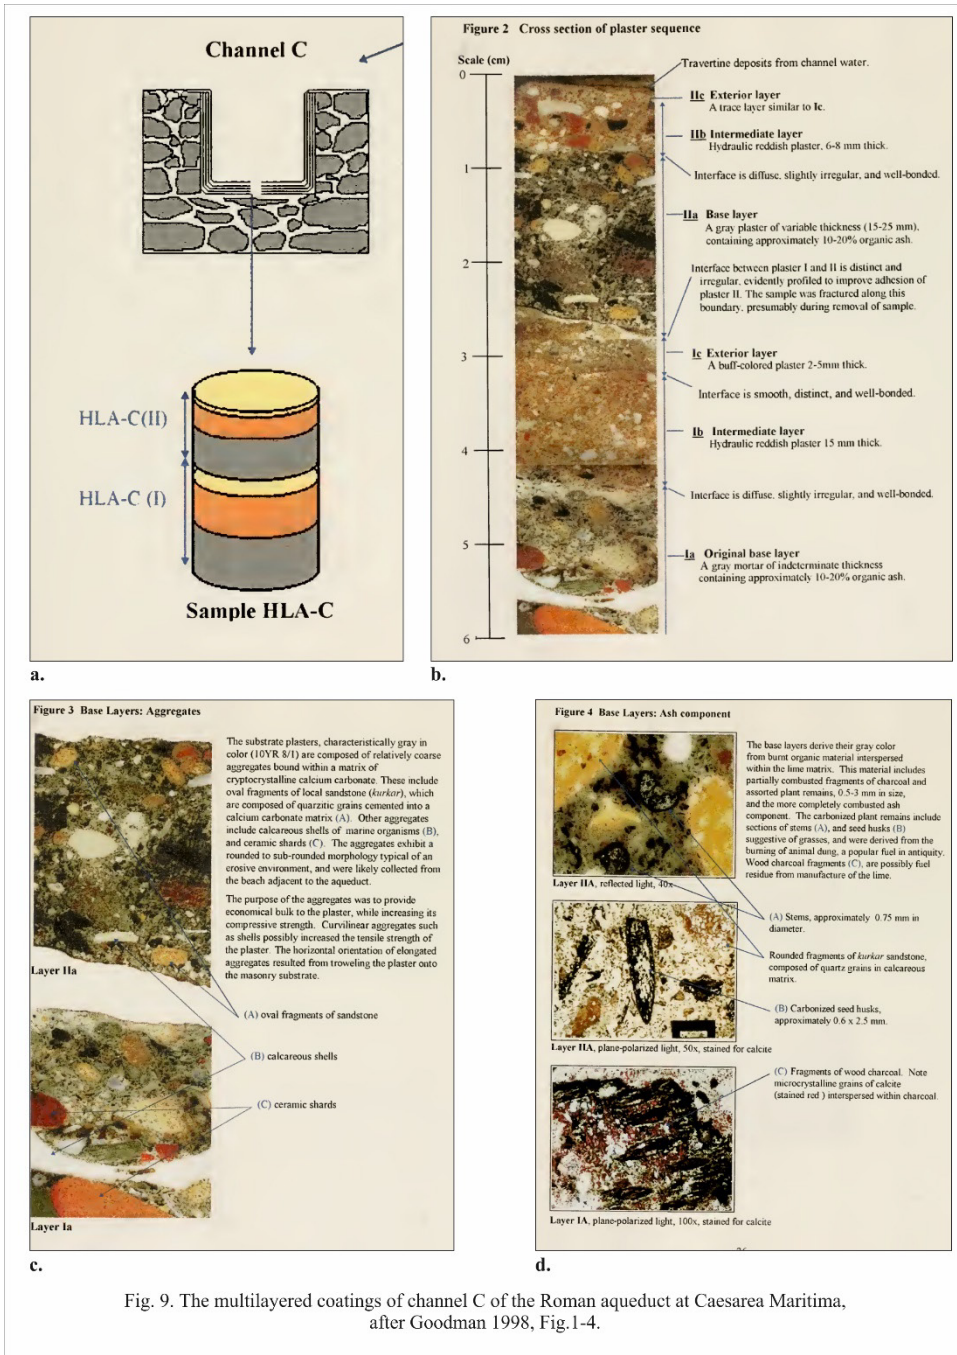 Channel C
HLA-C(II)
HLA-C (I)
Sample HLA-C
a.
Figure 2 Cross section of plaster sequence
Scale (cm)
0
1
2
3
4
5
6
Travertine deposits from channel water.
IIc Exterior layer
A trace layer similar to Ic.
IIb Intermediate layer
Hydraulic reddish plaster, 6-8 mm thick.
Interface is diffuse, slightly irregular, and well-bonded.
IIa Base layer
A gray plaster of variable thickness (15-25 mm),
containing approximately 10-20% organic ash.
Interface between plaster I and II is distinct and
irregular, evidently profiled to improve adhesion of
plaster II. The sample was fractured along this
boundary, presumably during removal of sample.
Ic Exterior layer
A buff-colored plaster 2-5mm thick.
Interface is smooth, distinct, and well-bonded.
Ib Intermediate layer
Hydraulic reddish plaster 15 mm thick.
Interface is diffuse, slightly irregular, and well-bonded.
Ia Original base layer
A gray mortar of indeterminate thickness
containing approximately 10-20% organic ash.
b.
Figure 3 Base Layers: Aggregates
The substrate plasters, characteristically gray in
color (10YR 8/1) are composed of relatively coarse
aggregates bound within a matrix of
cryptocrystalline calcium carbonate. These include
oval fragments of local sandstone (kurkar), which
are composed of quarzitic grains cemented into a
calcium carbonate matrix (A). Other aggregates
include calcareous shells of marine organisms (B),
and ceramic shards (C). The aggregates exhibit a
rounded to sub-rounded morphology typical of an
erosive environment, and were likely collected from
the beach adjacent to the aqueduct.
The purpose of the aggregates was to provide
economical bulk to the plaster, while increasing its
compressive strength. Curvilinear aggregates such
as shells possibly increased the tensile strength of
the plaster. The horizontal orientation of elongated
aggregates resulted from troweling the plaster onto
the masonry substrate.
Layer IIa
(A) oval fragments of sandstone
(B) calcareous shells
(C) ceramic shards
Layer Ia
c.
Figure 4 Base Layers: Ash component
The base layers derive their gray color
from burnt organic material interspersed
within the lime matrix. This material includes
partially combusted fragments of charcoal and
assorted plant remains, 0.5-3 mm in size,
and the more completely combusted ash
component. The carbonized plant remains include
sections of stems (A), and seed husks (B)
suggestive of grasses, and were derived from the
burning of animal dung, a popular fuel in antiquity.
Wood charcoal fragments (C), are possibly fuel
residue from manufacture of the lime.
Layer IIA, reflected light, 40x
(A) Stems, approximately 0.75 mm in
diameter.
Rounded fragments of kurkar sandstone,
composed of quartz grains in calcareous
matrix.
(B) Carbonized seed husks,
approximately 0.6 x 2.5 mm.
Layer IIA, plane-polarized light, 50x, stained for calcite
(C) Fragments of wood charcoal. Note
microcrystalline grains of calcite
(stained red ) interspersed within charcoal.
Layer IA, plane-polarized light, 100x, stained for calcite
d.
Fig. 9. The multilayered coatings of channel C of the Roman aqueduct at Caesarea Maritima,
after Goodman 1998, Fig.1-4.